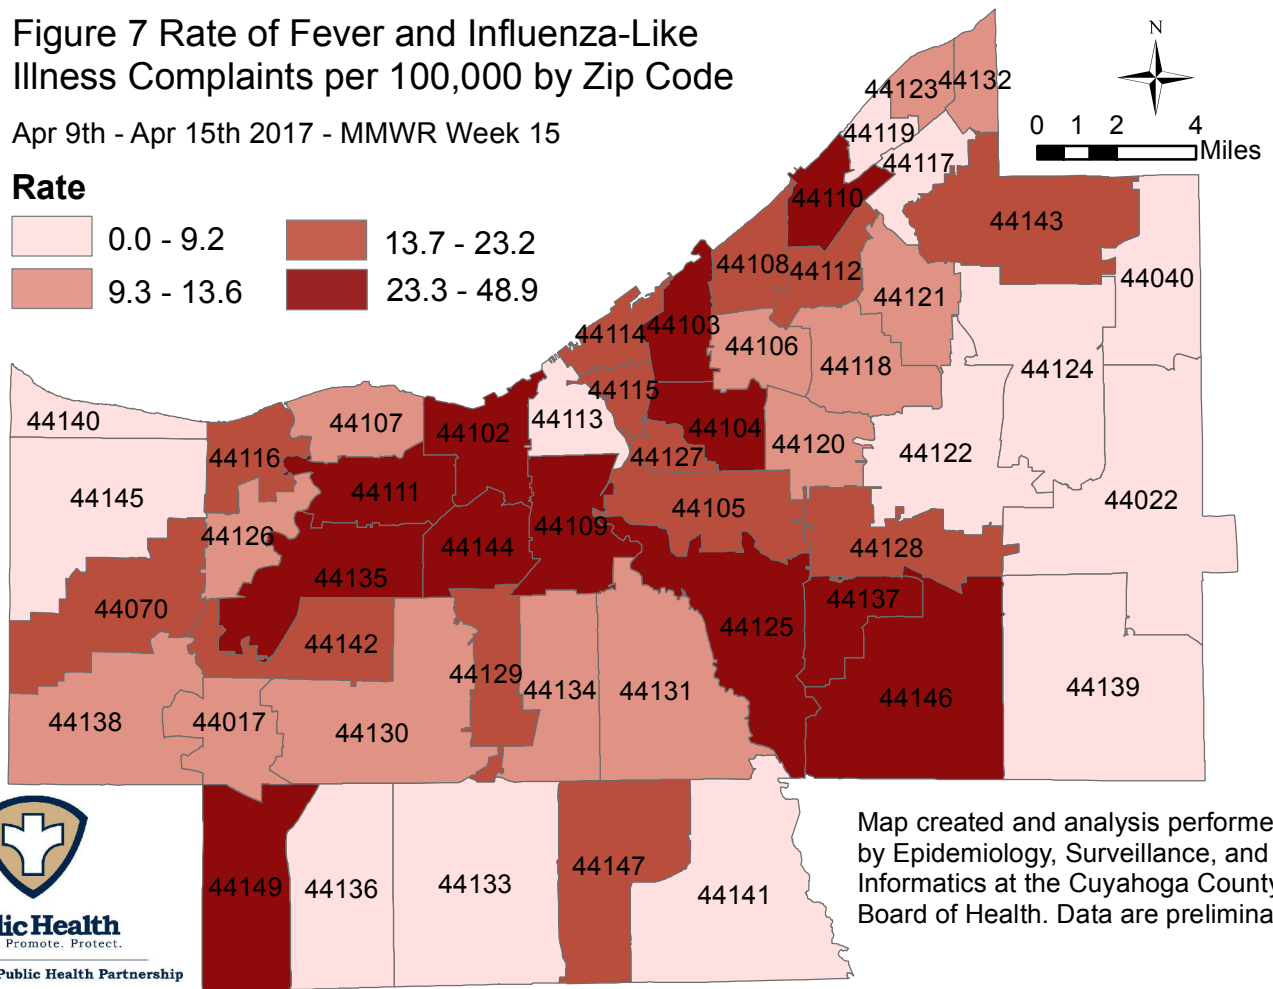 Figure 7 Rate of Fever and Influenza-Like
Illness Complaints per 100,000 by Zip Code
Apr 9th - Apr 15th 2017 - MMWR Week 15
Rate
0.0 - 9.2
9.3 - 13.6
13.7 - 23.2
23.3 - 48.9
N
0 1 2 4
Miles
44123
44132
44119
44117
44110
44143
44108
44112
44040
44121
44114
44103
44106
44118
44124
44115
44140
44107
44102
44113
44104
44120
44122
44116
44127
44145
44111
44022
44105
44126
44109
44144
44128
44135
44070
44137
44125
44142
44129
44134
44131
44139
44146
44138
44017
44130
44147
44149
44136
44133
44141
Map created and analysis performe
by Epidemiology, Surveillance, and
Informatics at the Cuyahoga County
Board of Health. Data are prelimina
lic Health
Promote. Protect.
Public Health Partnership